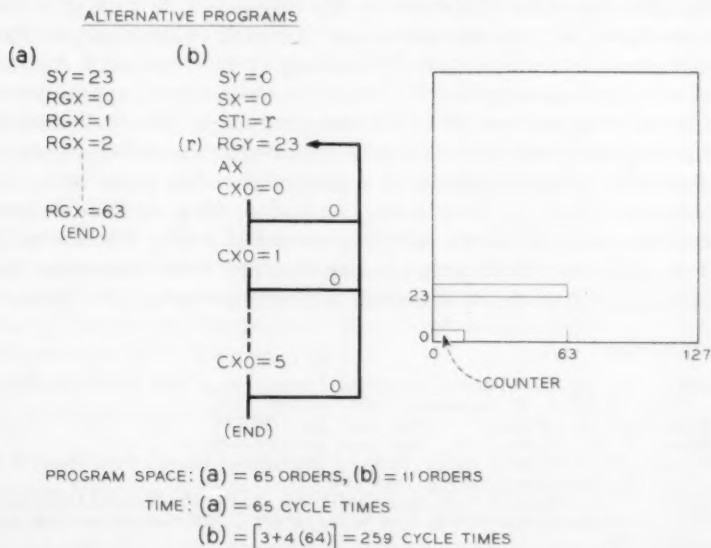 ALTERNATIVE PROGRAMS
(a)
SY=23
RGX=0
RGX=1
RGX=2
RGX=63
(END)
(b)
SY=0
SX=0
ST1=r
(r) RGY=23
AX
CX0=0
0
CX0=1
0
CX0=5
0
(END)
23
0
0 63 127
COUNTER
PROGRAM SPACE: (a) = 65 ORDERS, (b) = 11 ORDERS
TIME: (a) = 65 CYCLE TIMES
(b) = [3+4(64)] = 259 CYCLE TIMES